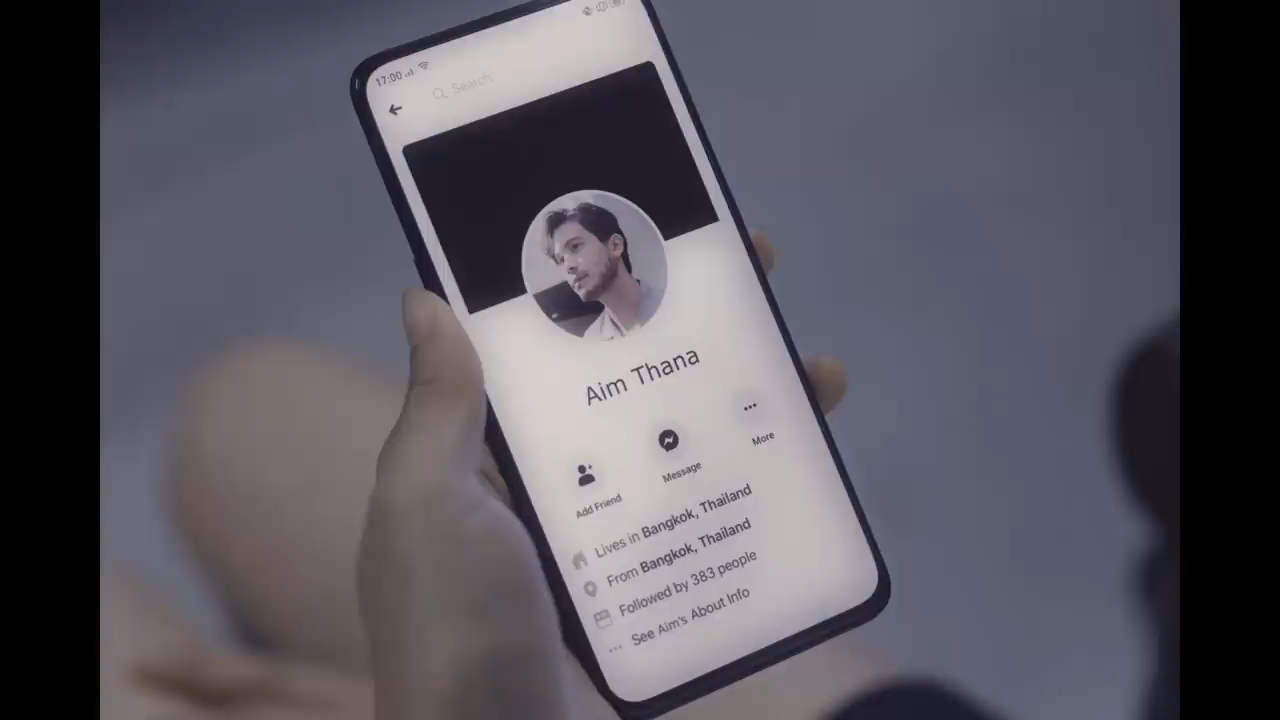 17:00
Search
Aim Thana
Add Friend
Message
More
Lives in Bangkok, Thailand
From Bangkok, Thailand
Followed by 383 people
See Aim's About Info